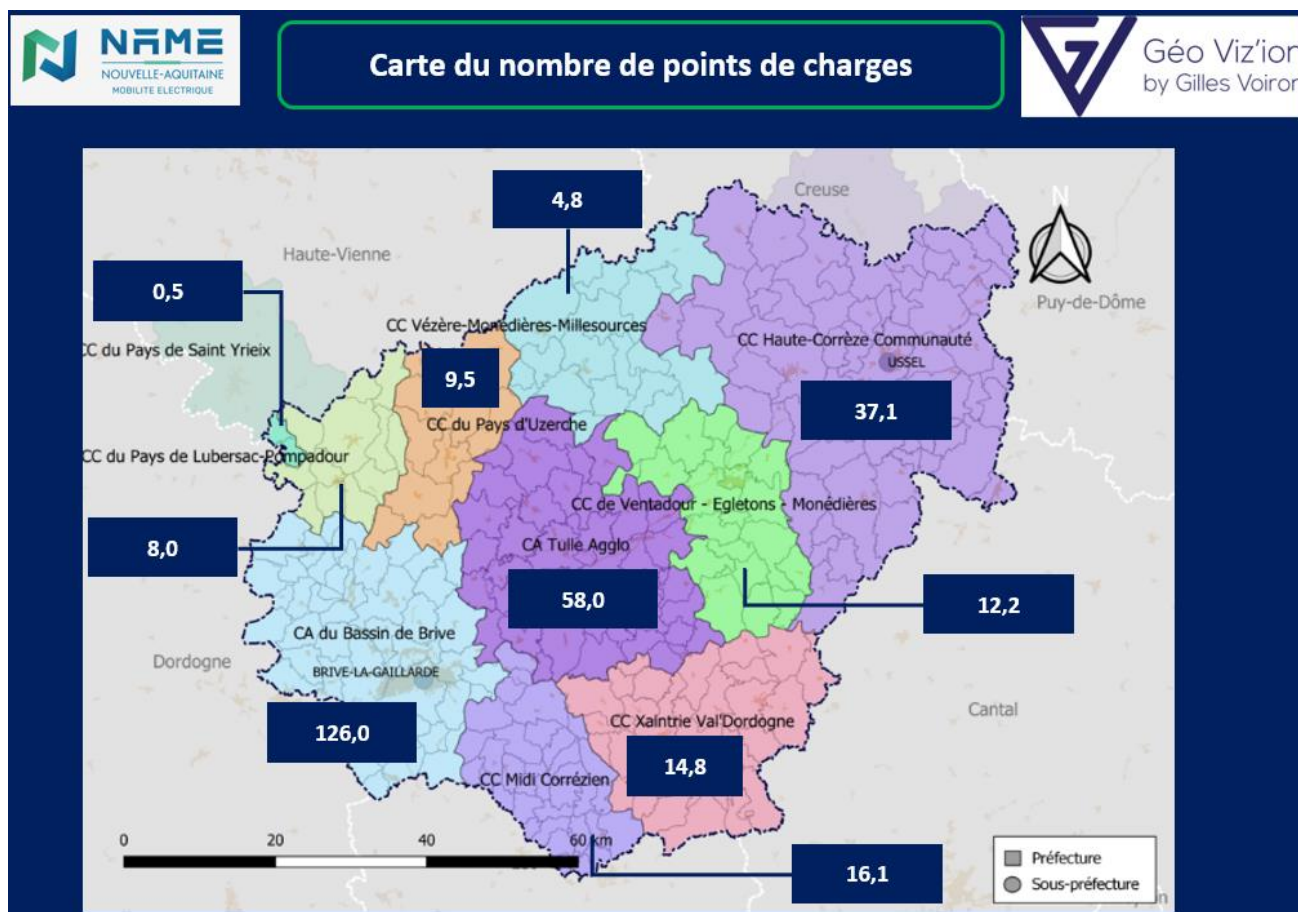 NAME
NOUVELLE-AQUITAINE
MOBILITE ELECTRIQUE
Carte du nombre de points de charges
Géo Viz'ion
by Gilles Voiron
4,8
Creuse
N
Haute-Vienne
0,5
Puy-de-Dôme
CC Vézère-Monédières-Millesources
CC du Pays de Saint Yrieix
CC Haute-Corrèze Communauté
USSEL
9,5
37,1
CC du Pays d'Uzerche
CC du Pays de Lubersac-Pompadour
CC de Ventadour - Egletons - Monédières
8,0
CA Tulle Agglo
58,0
12,2
CA du Bassin de Brive
Dordogne
BRIVE-LA-GAILLARDE
Cantal
126,0
CC Xaintrie Val'Dordogne
14,8
CC Midi Corrézien
0 20 40 60 km
16,1
Préfecture
Sous-préfecture